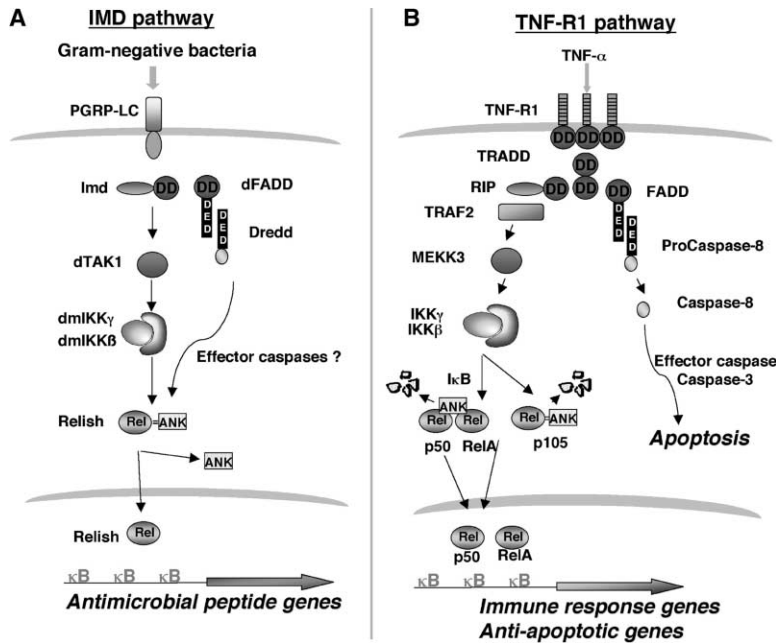 A
IMD pathway
Gram-negative bacteria
PGRP-LC
Imd
DD
DD
dFADD
DED
DED
Dredd
dTAK1
dmIKKγ
dmIKKß
Effector caspases ?
Relish
Rel
ANK
ANK
Relish
Rel
κB κB κB
Antimicrobial peptide genes
B
TNF-R1 pathway
TNF-α
TNF-R1
DD DD DD
TRADD
DD
RIP
DD
DD
DD
FADD
TRAF2
DED
DED
ProCaspase-8
MEKK3
Caspase-8
IKKγ
IKKβ
Effector caspase
Caspase-3
IκB
ANK
Rel
Rel
Rel
ANK
p50
RelA
p105
Apoptosis
Rel
Rel
p50
RelA
κB κB κB
Immune response genes
Anti-apoptotic genes